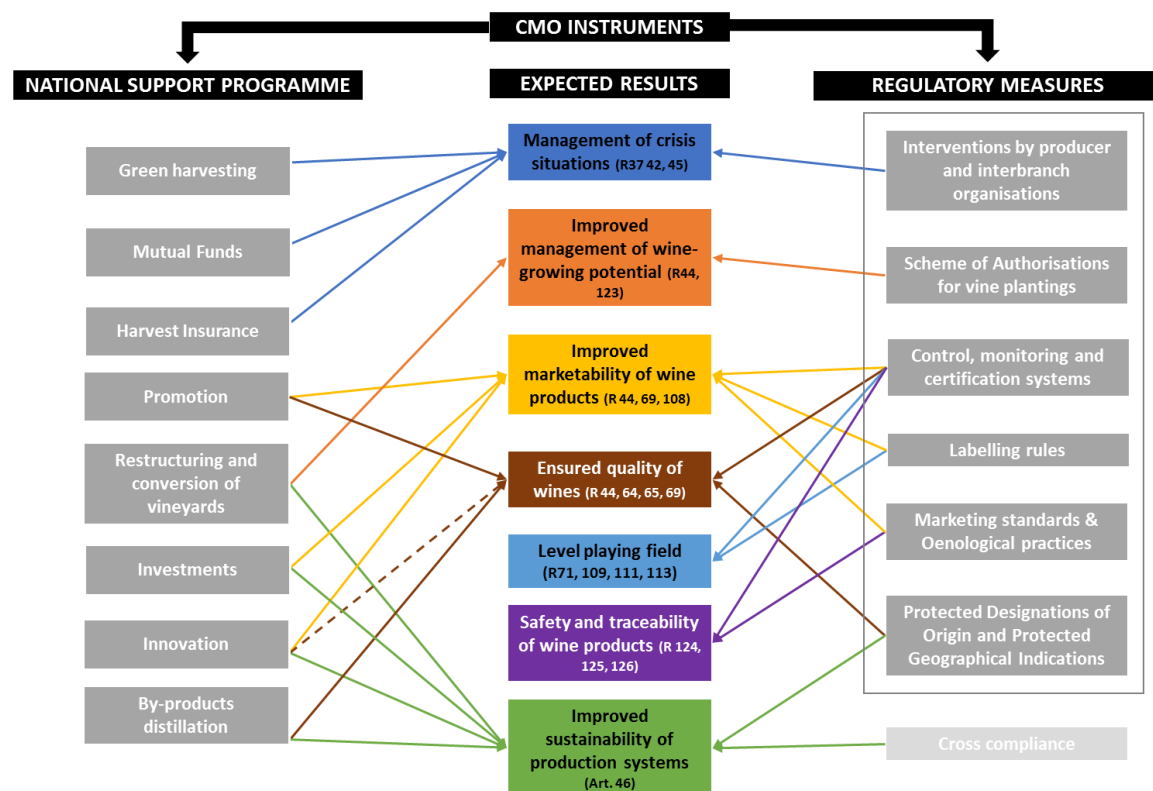 CMO INSTRUMENTS
NATIONAL SUPPORT PROGRAMME
EXPECTED RESULTS
REGULATORY MEASURES
Green harvesting
Mutual Funds
Harvest Insurance
Promotion
Restructuring and
conversion of
vineyards
Investments
Innovation
By-products
distillation
Management of crisis
situations (R37 42, 45)
Improved
management of wine-
growing potential (R44,
123)
Improved
marketability of wine
products (R 44, 69, 108)
Ensured quality of
wines (R 44, 64, 65, 69)
Level playing field
(R71, 109, 111, 113)
Safety and traceability
of wine products (R 124,
125, 126)
Improved
sustainability of
production systems
(Art. 46)
Interventions by producer
and interbranch
organisations
Scheme of Authorisations
for vine plantings
Control, monitoring and
certification systems
Labelling rules
Marketing standards &
Oenological practices
Protected Designations of
Origin and Protected
Geographical Indications
Cross compliance